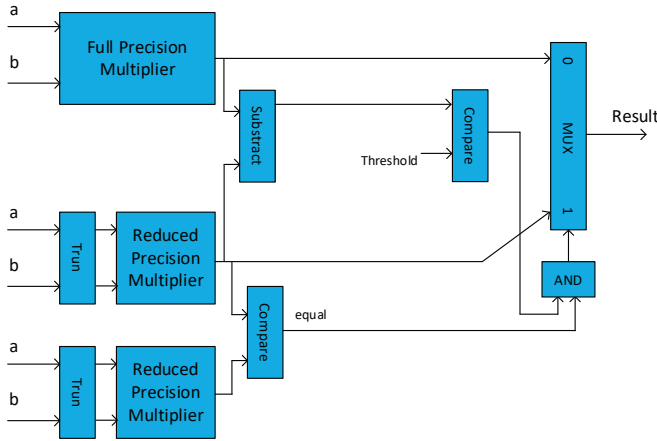 a
b
Full Precision
Multiplier
Substract
Compare
Threshold
0
MUX
1
Result
a
b
Trun
Reduced
Precision
Multiplier
AND
Compare
equal
a
b
Trun
Reduced
Precision
Multiplier